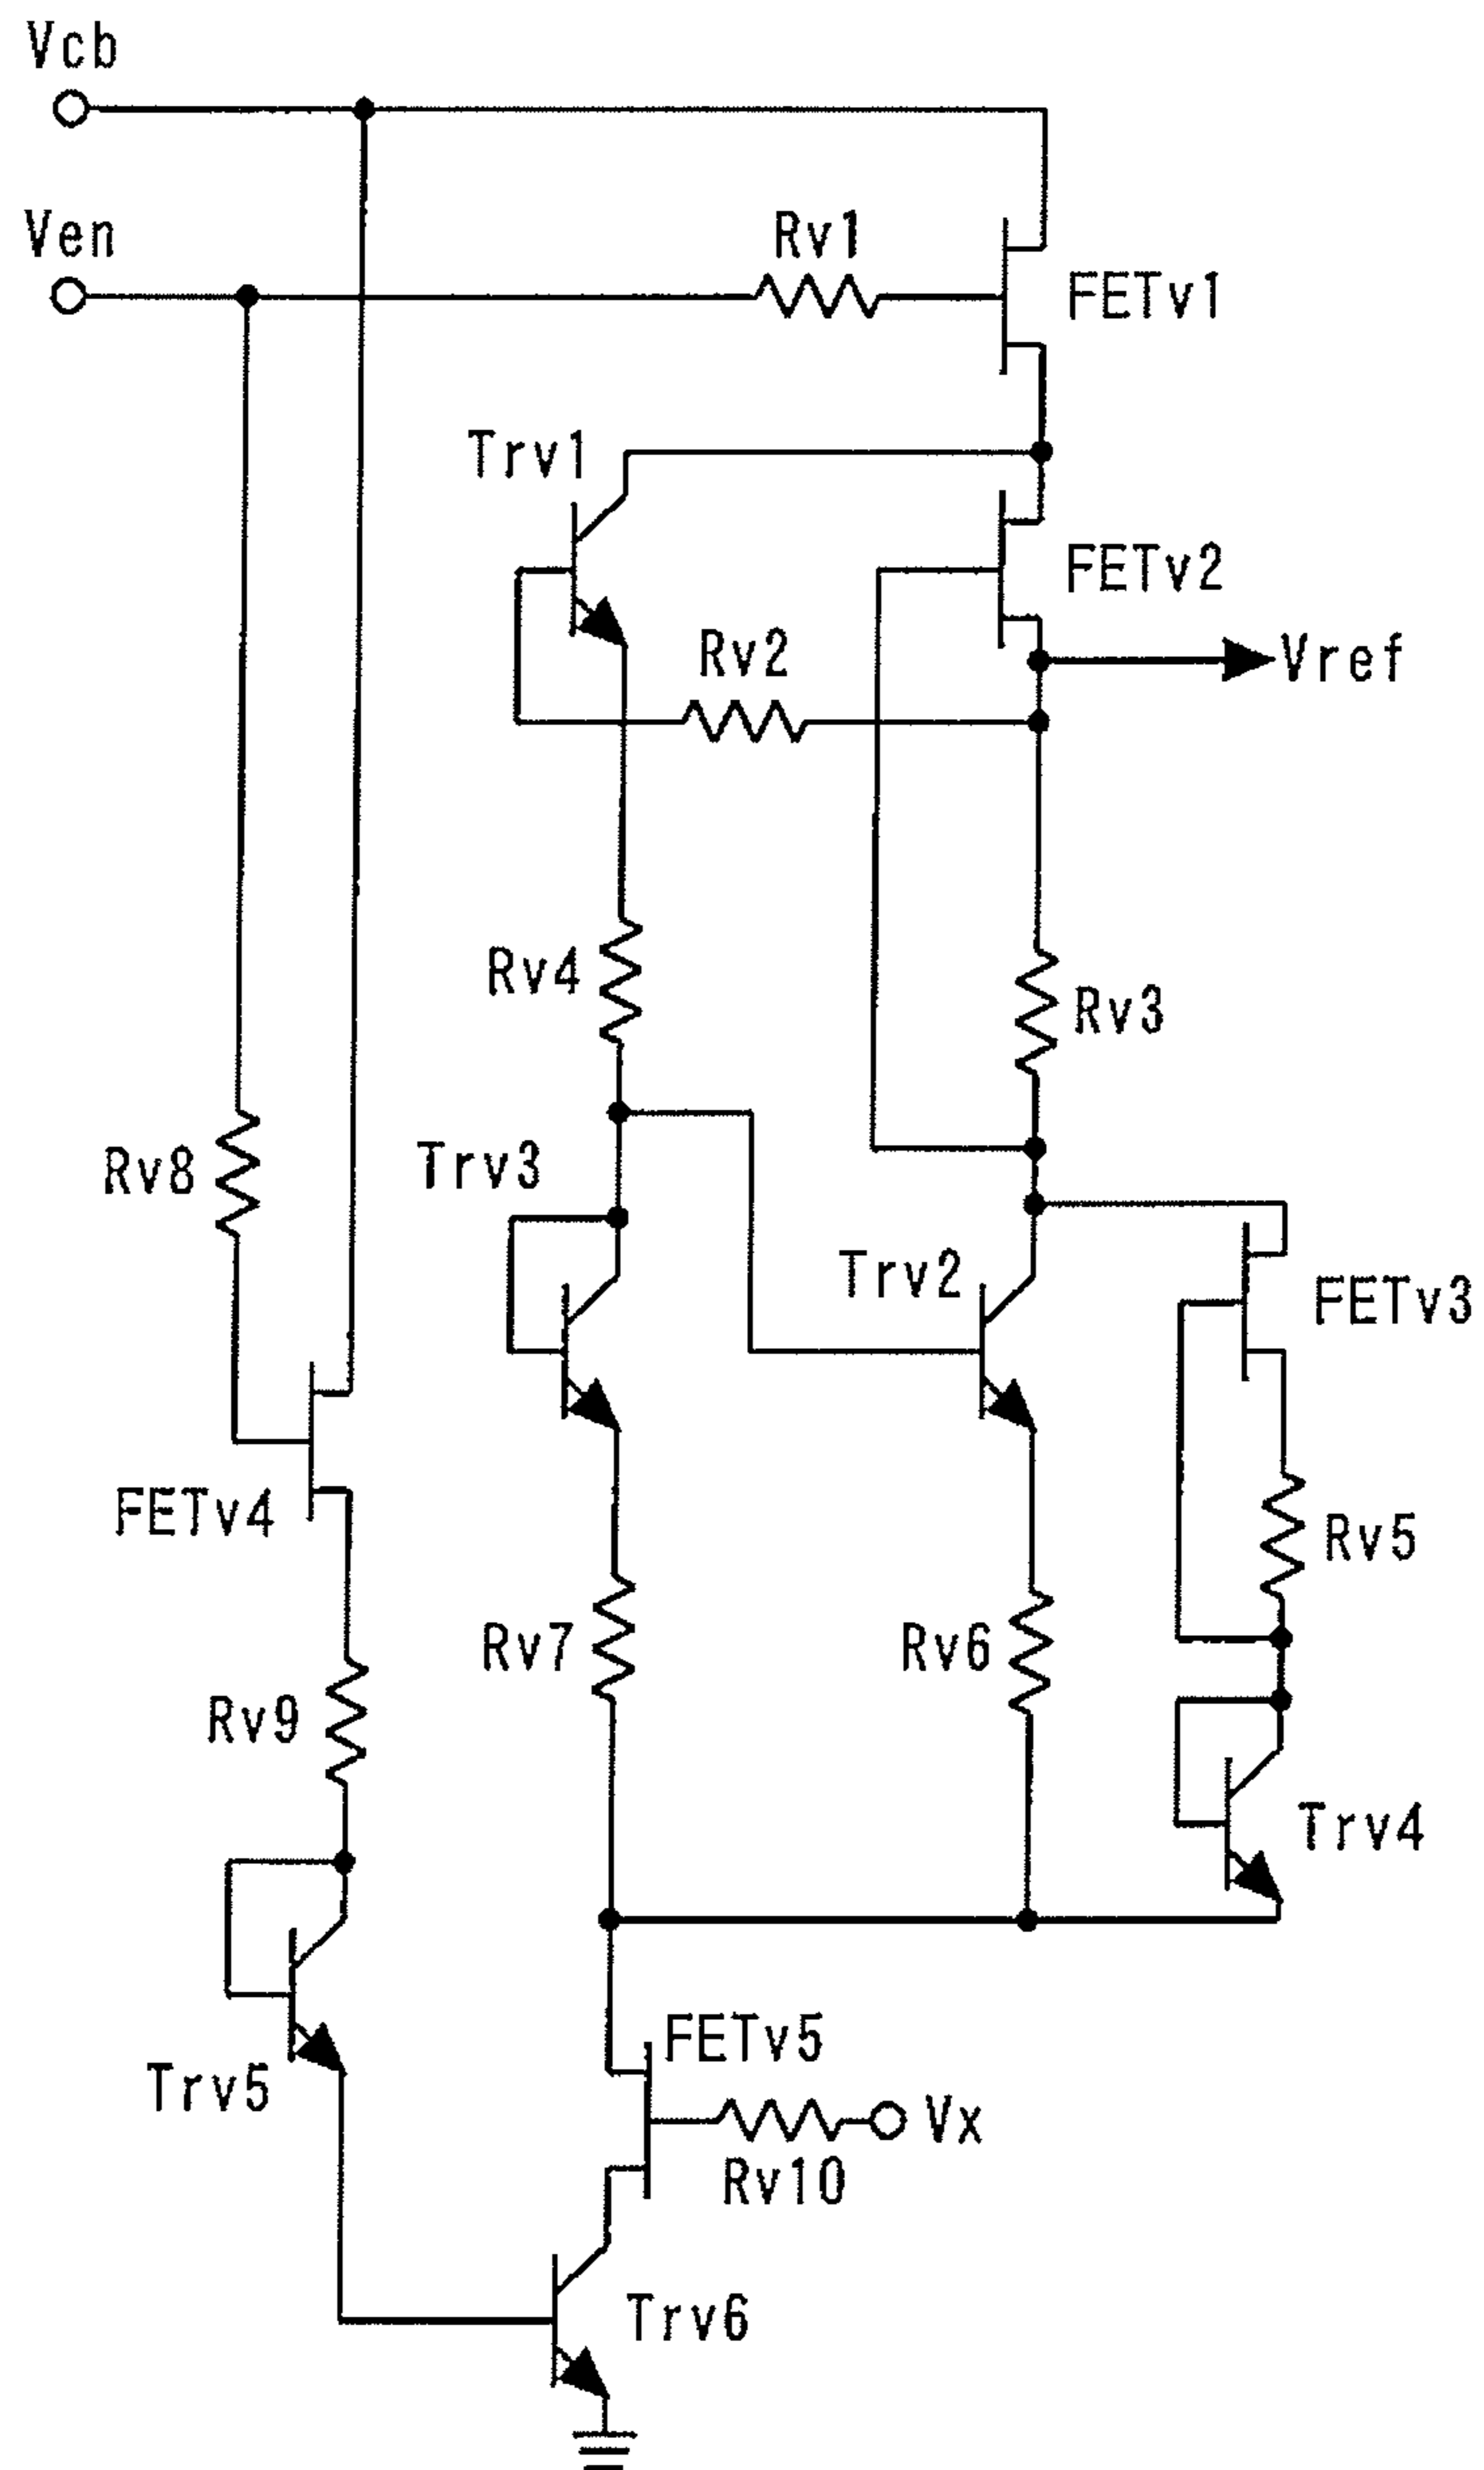 Vcb
Ven
Rv1
FETv1
Trv1
FETv2
Rv2
Vref
Rv4
Rv3
Rv8
Trv3
Trv2
FETv3
FETv4
Rv5
Rv7
Rv6
Rv9
Trv4
FETv5
Trv5
Vx
Rv10
Trv6